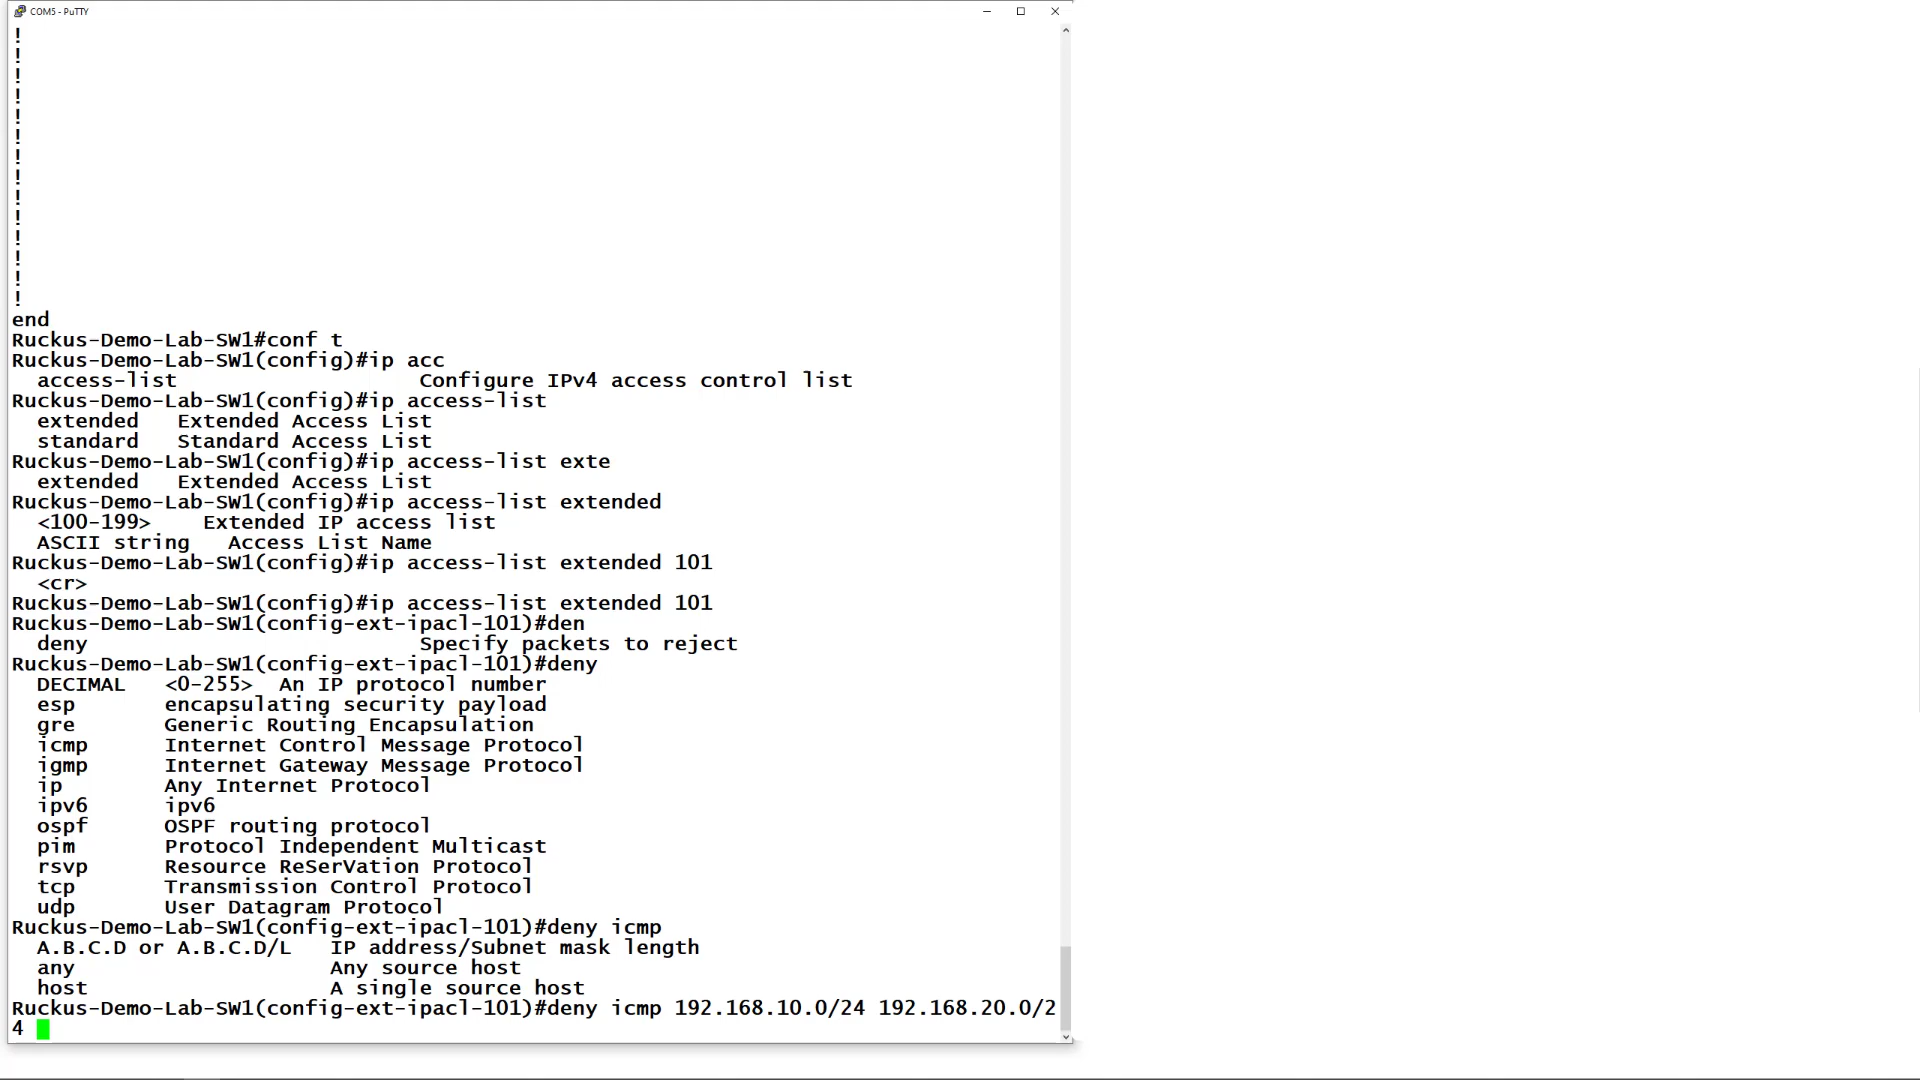 COM5 - PuTTY
!
!
!
!
!
!
!
!
!
!
!
!
!
!
end
Ruckus-Demo-Lab-SW1#conf t
Ruckus-Demo-Lab-SW1(config)#ip acc
  access-list                   Configure IPv4 access control list
Ruckus-Demo-Lab-SW1(config)#ip access-list
  extended   Extended Access List
  standard   Standard Access List
Ruckus-Demo-Lab-SW1(config)#ip access-list exte
  extended   Extended Access List
Ruckus-Demo-Lab-SW1(config)#ip access-list extended
  <100-199>    Extended IP access list
  ASCII string   Access List Name
Ruckus-Demo-Lab-SW1(config)#ip access-list extended 101
  <cr>
Ruckus-Demo-Lab-SW1(config)#ip access-list extended 101
Ruckus-Demo-Lab-SW1(config-ext-ipacl-101)#den
  deny                          Specify packets to reject
Ruckus-Demo-Lab-SW1(config-ext-ipacl-101)#deny
  DECIMAL   <0-255>  An IP protocol number
  esp       encapsulating security payload
  gre       Generic Routing Encapsulation
  icmp      Internet Control Message Protocol
  igmp      Internet Gateway Message Protocol
  ip        Any Internet Protocol
  ipv6      ipv6
  ospf      OSPF routing protocol
  pim       Protocol Independent Multicast
  rsvp      Resource ReSerVation Protocol
  tcp       Transmission Control Protocol
  udp       User Datagram Protocol
Ruckus-Demo-Lab-SW1(config-ext-ipacl-101)#deny icmp
  A.B.C.D or A.B.C.D/L   IP address/Subnet mask length
  any                    Any source host
  host                   A single source host
Ruckus-Demo-Lab-SW1(config-ext-ipacl-101)#deny icmp 192.168.10.0/24 192.168.20.0/2
4